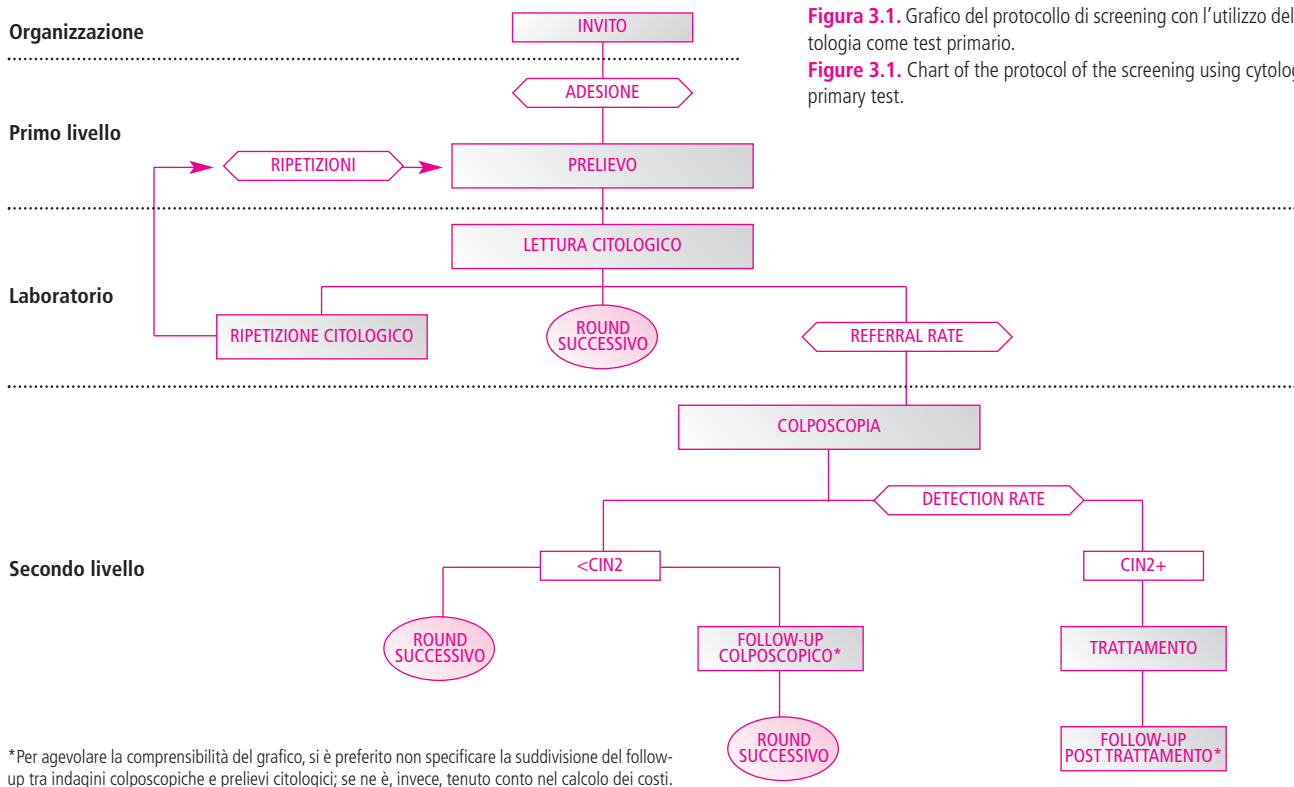 Organizzazione
INVITO
Figura 3.1. Grafico del protocollo di screening con l'utilizzo del
tologia come test primario.
Figure 3.1. Chart of the protocol of the screening using cytolog
primary test.
ADESIONE
Primo livello
RIPETIZIONI
PRELIEVO
LETTURA CITOLOGICO
Laboratorio
RIPETIZIONE CITOLOGICO
ROUND
SUCCESSIVO
REFERRAL RATE
COLPOSCOPIA
DETECTION RATE
Secondo livello
<CIN2
CIN2+
ROUND
SUCCESSIVO
FOLLOW-UP
COLPOSCOPICO*
TRATTAMENTO
ROUND
SUCCESSIVO
FOLLOW-UP
POST TRATTAMENTO*
*Per agevolare la comprensibilità del grafico, si è preferito non specificare la suddivisione del follow-
up tra indagini colposcopiche e prelievi citologici; se ne è, invece, tenuto conto nel calcolo dei costi.